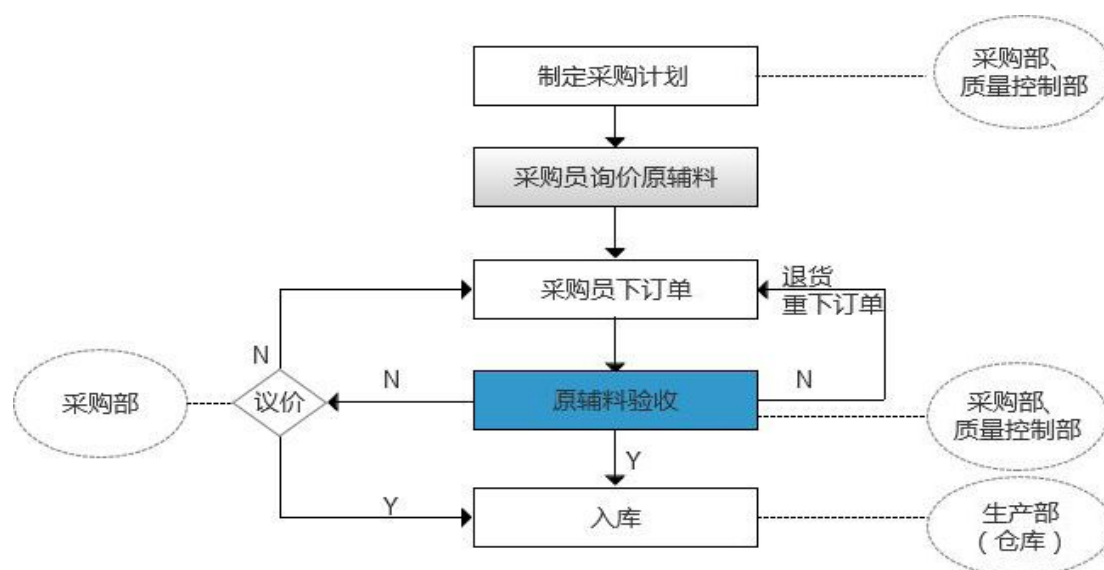 制定采购计划
采购部、
质量控制部
采购员询价原辅料
采购员下订单
退货
重下订单
N
采购部
议价
N
原辅料验收
N
采购部、
质量控制部
Y
Y
入库
生产部
（仓库）